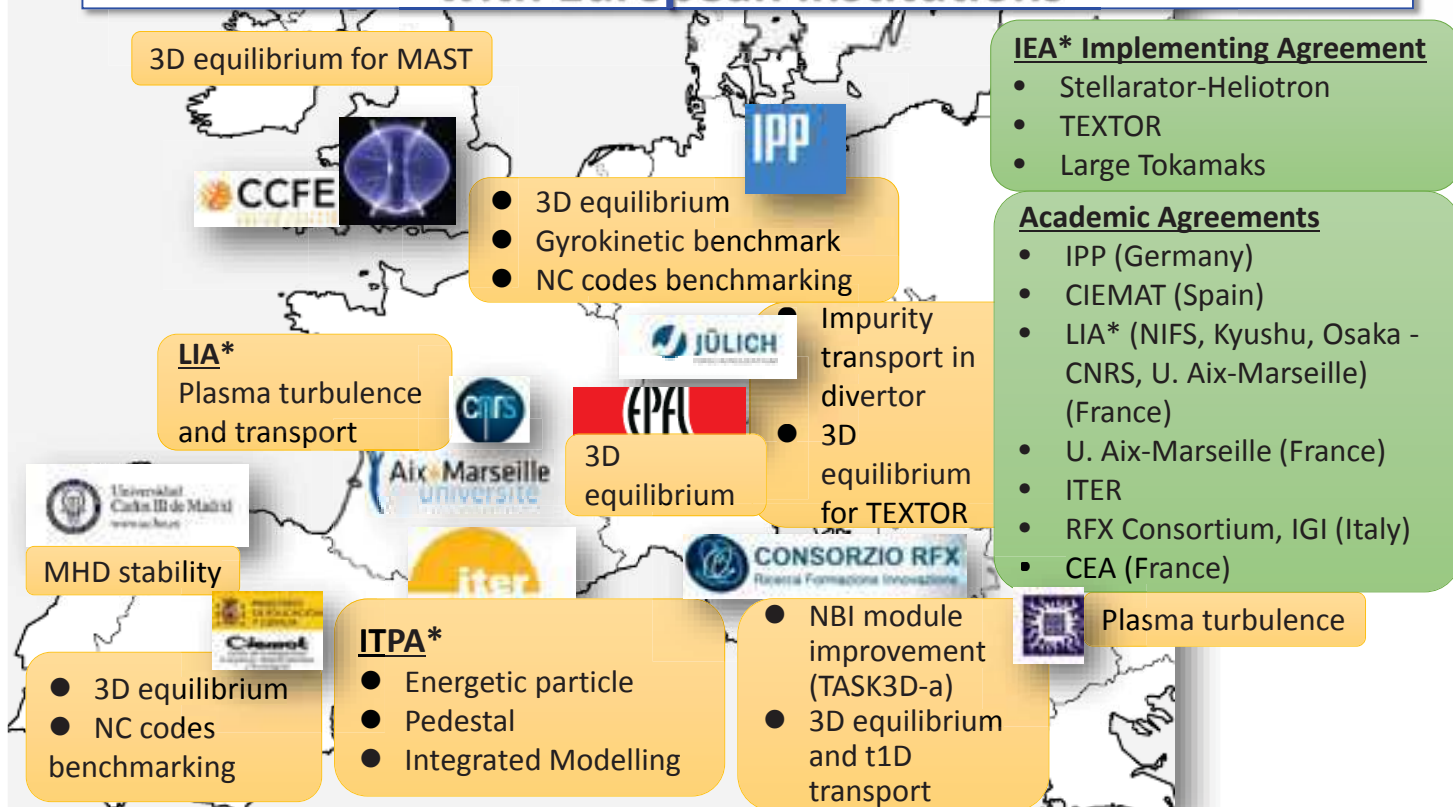 with European Institutions
3D equilibrium for MAST
CCFE
IPP
3D equilibrium
Gyrokinetic benchmark
NC codes benchmarking
IEA* Implementing Agreement
Stellarator-Heliotron
TEXTOR
Large Tokamaks
Academic Agreements
IPP (Germany)
CIEMAT (Spain)
LIA* (NIFS, Kyushu, Osaka -
CNRS, U. Aix-Marseille)
(France)
U. Aix-Marseille (France)
ITER
RFX Consortium, IGI (Italy)
CEA (France)
LIA*
Plasma turbulence
and transport
cnrs
Aix*Marseille
université
JÜLICH
Impurity
transport in
divertor
3D
equilibrium
for TEXTOR
EPFL
3D
equilibrium
Universidad
Carlos III de Madrid
MHD stability
Ciemat
3D equilibrium
NC codes
benchmarking
iter
ITPA*
Energetic particle
Pedestal
Integrated Modelling
CONSORZIO RFX
Ricerca Formazione Innovazione
NBI module
improvement
(TASK3D-a)
3D equilibrium
and t1D
transport
Plasma turbulence